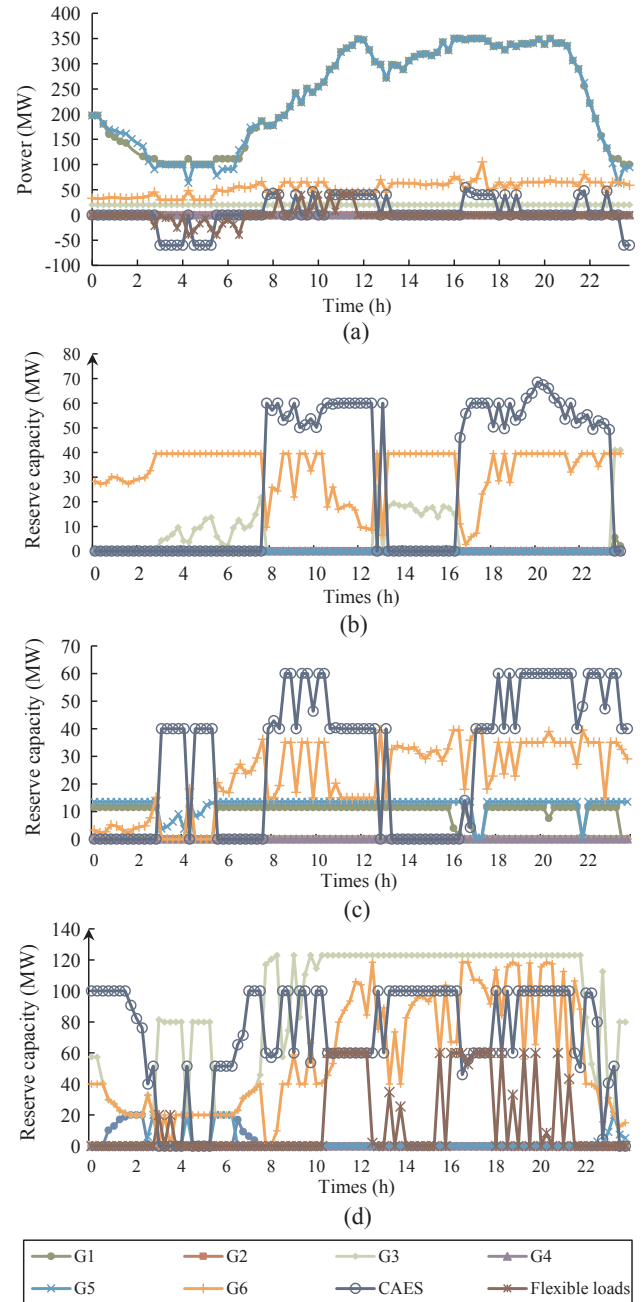 350
300
250
200
150
100
50
0
-50
-100
Power (MW)
0 2 4 6 8 10 12 14 16 18 20 22
Time (h)
(a)
80
70
60
50
40
30
20
10
0
Reserve capacity (MW)
0 2 4 6 8 10 12 14 16 18 20 22
Times (h)
(b)
70
60
50
40
30
20
10
0
Reserve capacity (MW)
0 2 4 6 8 10 12 14 16 18 20 22
Times (h)
(c)
140
120
100
80
60
40
20
0
Reserve capacity (MW)
0 2 4 6 8 10 12 14 16 18 20 22
Times (h)
(d)
G1 G2 G3 G4
G5 G6 CAES Flexible loads